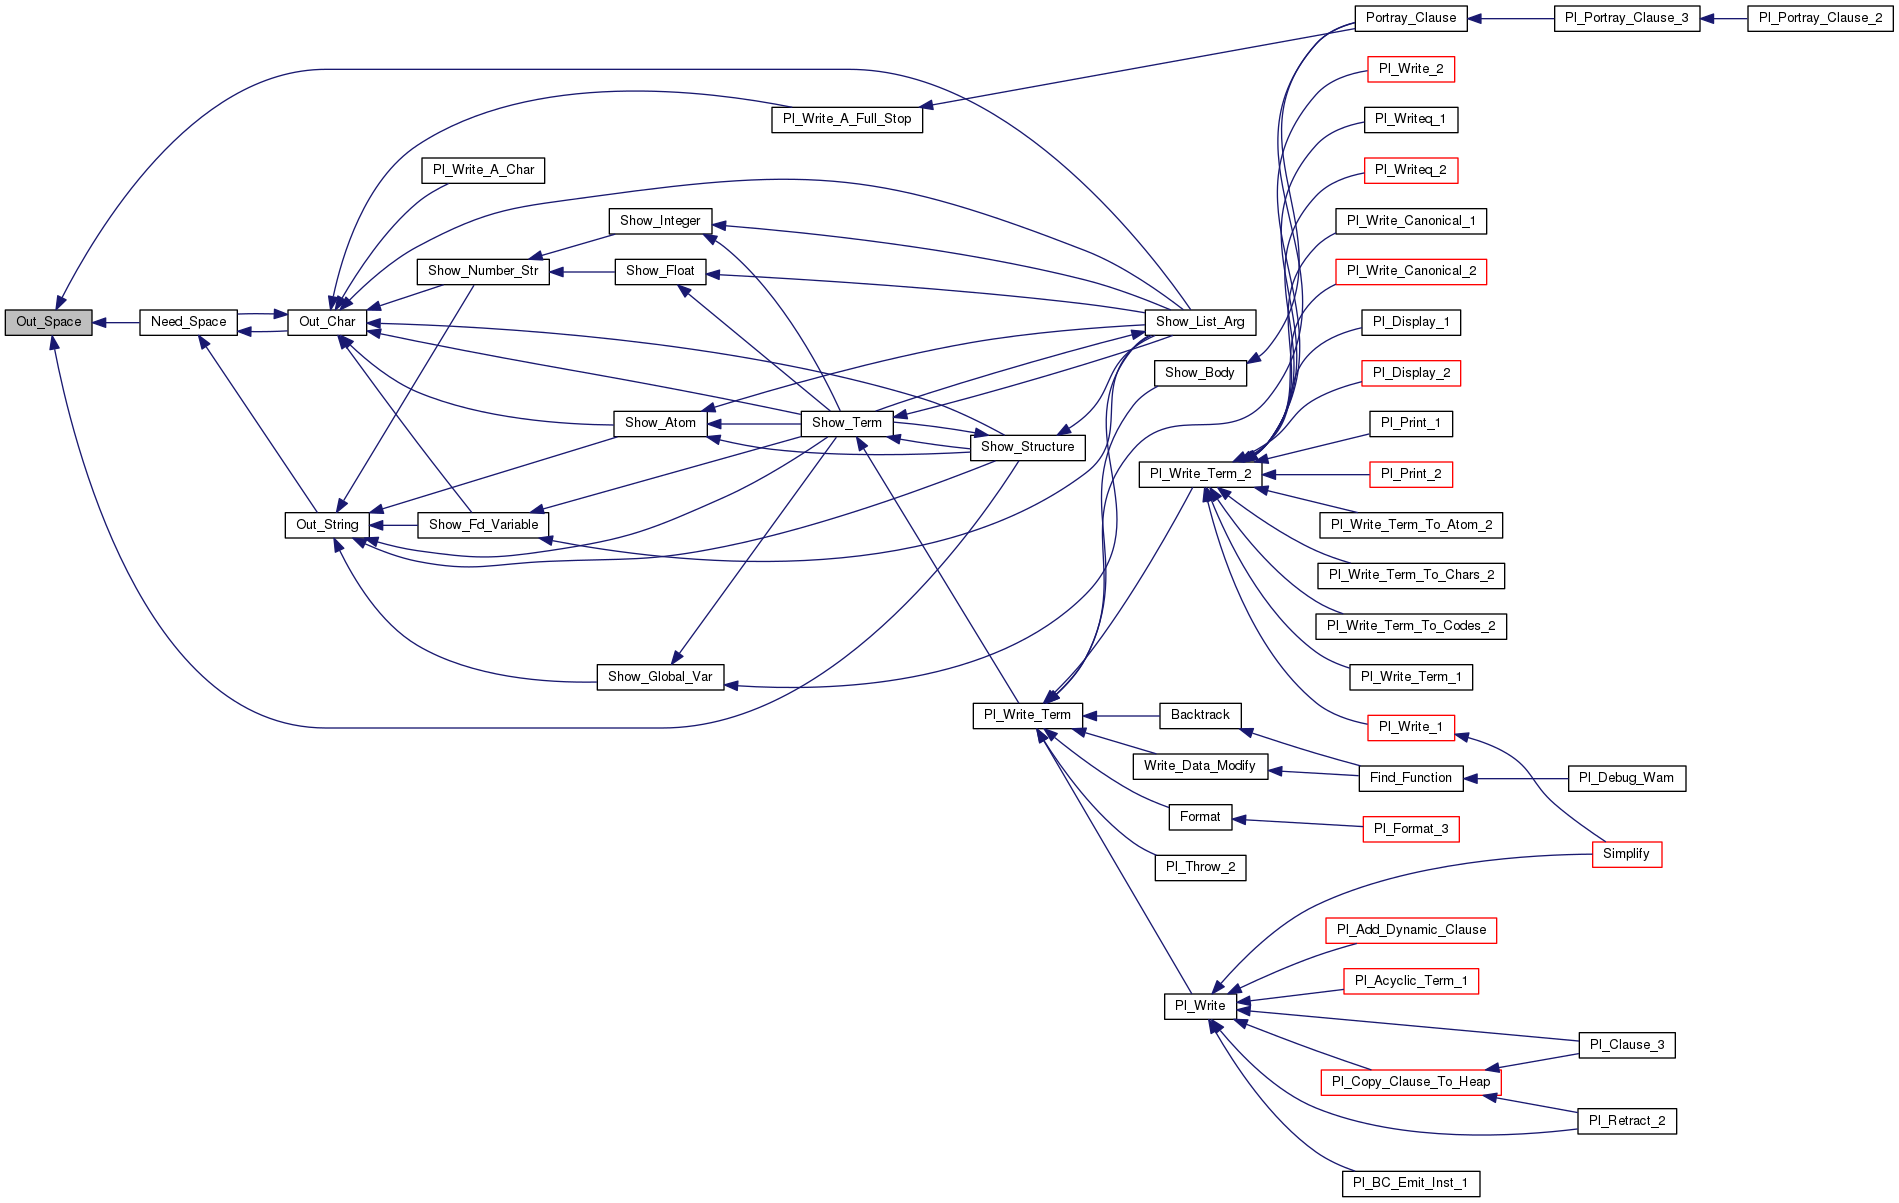 Portray_Clause
Pl_Portray_Clause_3
Pl_Portray_Clause_2
Pl_Write_2
Pl_Write_A_Full_Stop
Pl_Writeq_1
Pl_Write_A_Char
Pl_Writeq_2
Show_Integer
Pl_Write_Canonical_1
Show_Number_Str
Show_Float
Pl_Write_Canonical_2
Out_Space
Need_Space
Out_Char
Show_List_Arg
Pl_Display_1
Show_Body
Pl_Display_2
Show_Atom
Show_Term
Pl_Print_1
Show_Structure
Pl_Write_Term_2
Pl_Print_2
Out_String
Show_Fd_Variable
Pl_Write_Term_To_Atom_2
Pl_Write_Term_To_Chars_2
Pl_Write_Term_To_Codes_2
Show_Global_Var
Pl_Write_Term_1
Pl_Write_Term
Backtrack
Pl_Write_1
Write_Data_Modify
Find_Function
Pl_Debug_Wam
Format
Pl_Format_3
Simplify
Pl_Throw_2
Pl_Add_Dynamic_Clause
Pl_Acyclic_Term_1
Pl_Write
Pl_Clause_3
Pl_Copy_Clause_To_Heap
Pl_Retract_2
Pl_BC_Emit_Inst_1